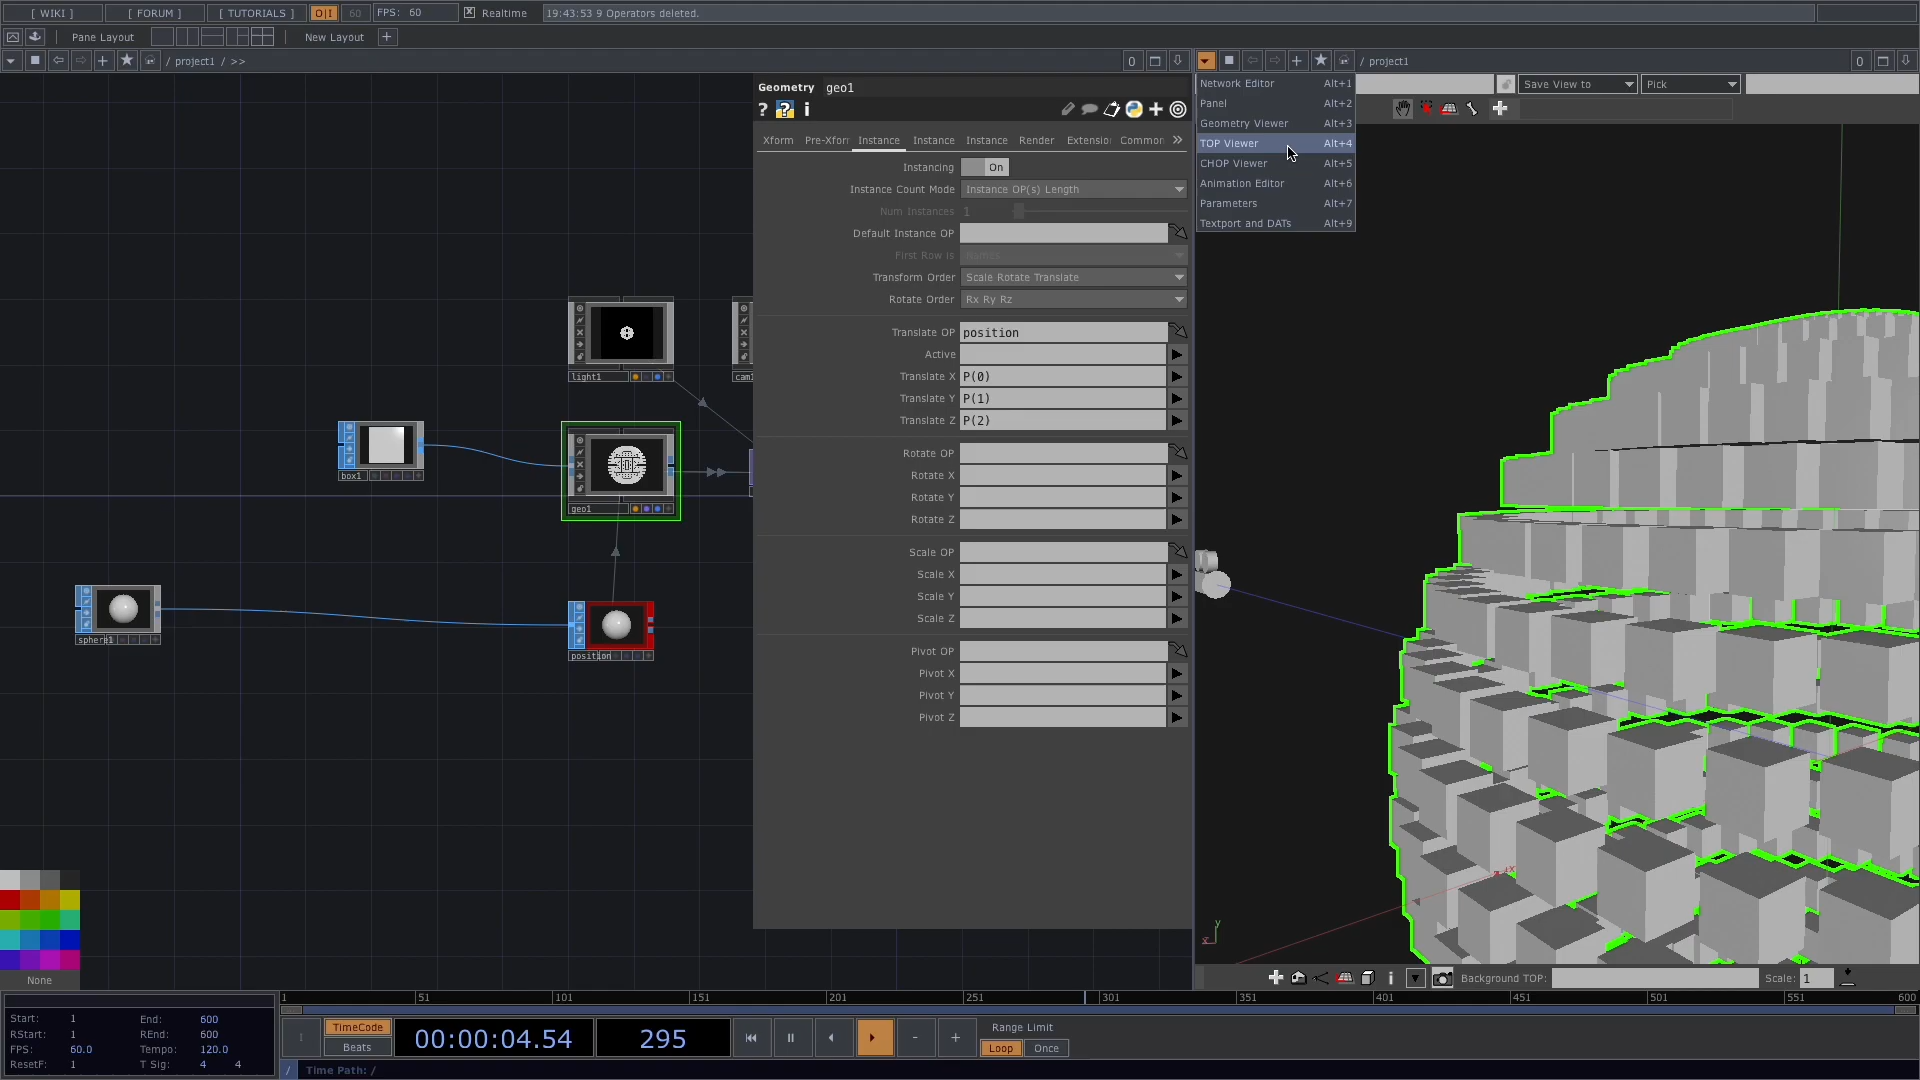 [ WIKI ] [ FORUM ] [ TUTORIALS ] O|I 60 FPS: 60 Realtime 19:43:53 9 Operators deleted.
Pane Layout New Layout +
/ project1 / >> 0
/ project1 0
Geometry geo1
? ? i
Xform Pre-Xforr Instance Instance Instance Render Extensio Common
Instancing On
Instance Count Mode Instance OP(s) Length
Num Instances 1
Default Instance OP
First Row is Names
Transform Order Scale Rotate Translate
Rotate Order Rx Ry Rz
Translate OP position
Active
Translate X P(0)
Translate Y P(1)
Translate Z P(2)
Rotate OP
Rotate X
Rotate Y
Rotate Z
Scale OP
Scale X
Scale Y
Scale Z
Pivot OP
Pivot X
Pivot Y
Pivot Z
Network Editor Alt+1
Panel Alt+2
Geometry Viewer Alt+3
TOP Viewer Alt+4
CHOP Viewer Alt+5
Animation Editor Alt+6
Parameters Alt+7
Textport and DATs Alt+9
Save View to Pick
light1
cam1
box1
geo1
sphere1
position
None
x
y
z
i Background TOP: Scale: 1
1 51 101 151 201 251 301 351 401 451 501 551 600
Start: 1 End: 600
RStart: 1 REnd: 600
FPS: 60.0 Tempo: 120.0
ResetF: 1 T Sig: 4 4
TimeCode
Beats
00:00:04.54
295
- +
Range Limit
Loop Once
/ Time Path: /